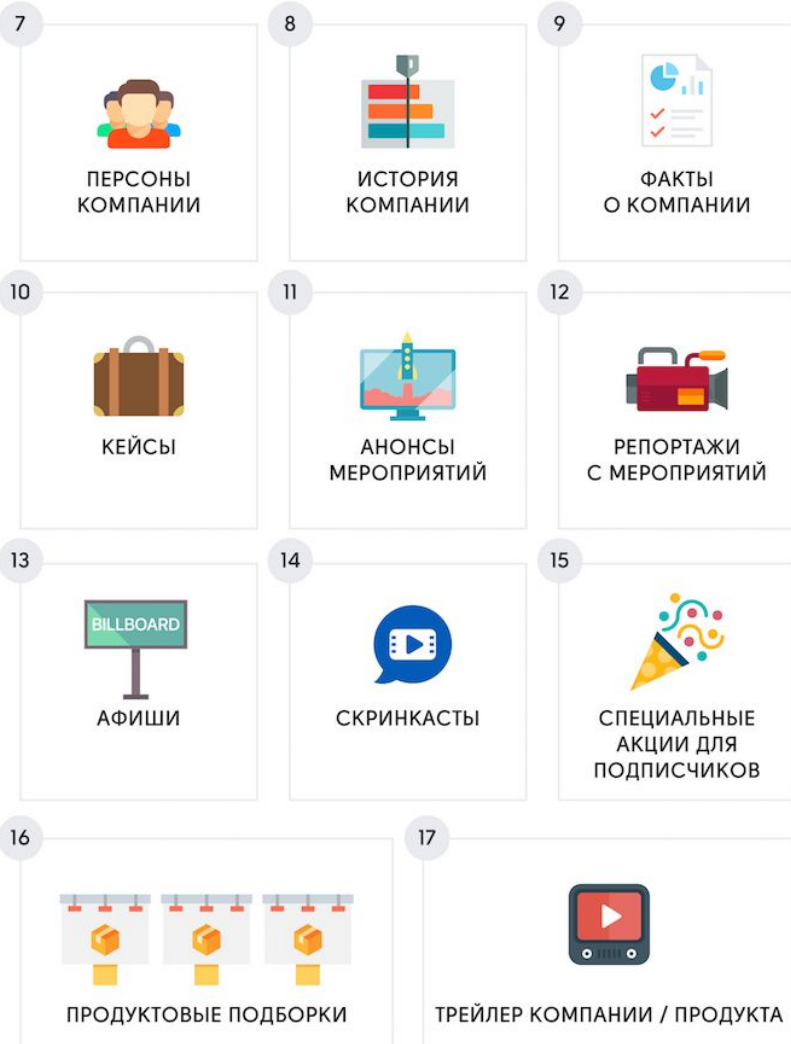 7
ПЕРСОНЫ
КОМПАНИИ
8
ИСТОРИЯ
КОМПАНИИ
9
ФАКТЫ
О КОМПАНИИ
10
КЕЙСЫ
11
АНОНСЫ
МЕРОПРИЯТИЙ
12
РЕПОРТАЖИ
С МЕРОПРИЯТИЙ
13
BILLBOARD
АФИШИ
14
СКРИНКАСТЫ
15
СПЕЦИАЛЬНЫЕ
АКЦИИ ДЛЯ
ПОДПИСЧИКОВ
16
ПРОДУКТОВЫЕ ПОДБОРКИ
17
ТРЕЙЛЕР КОМПАНИИ / ПРОДУКТА